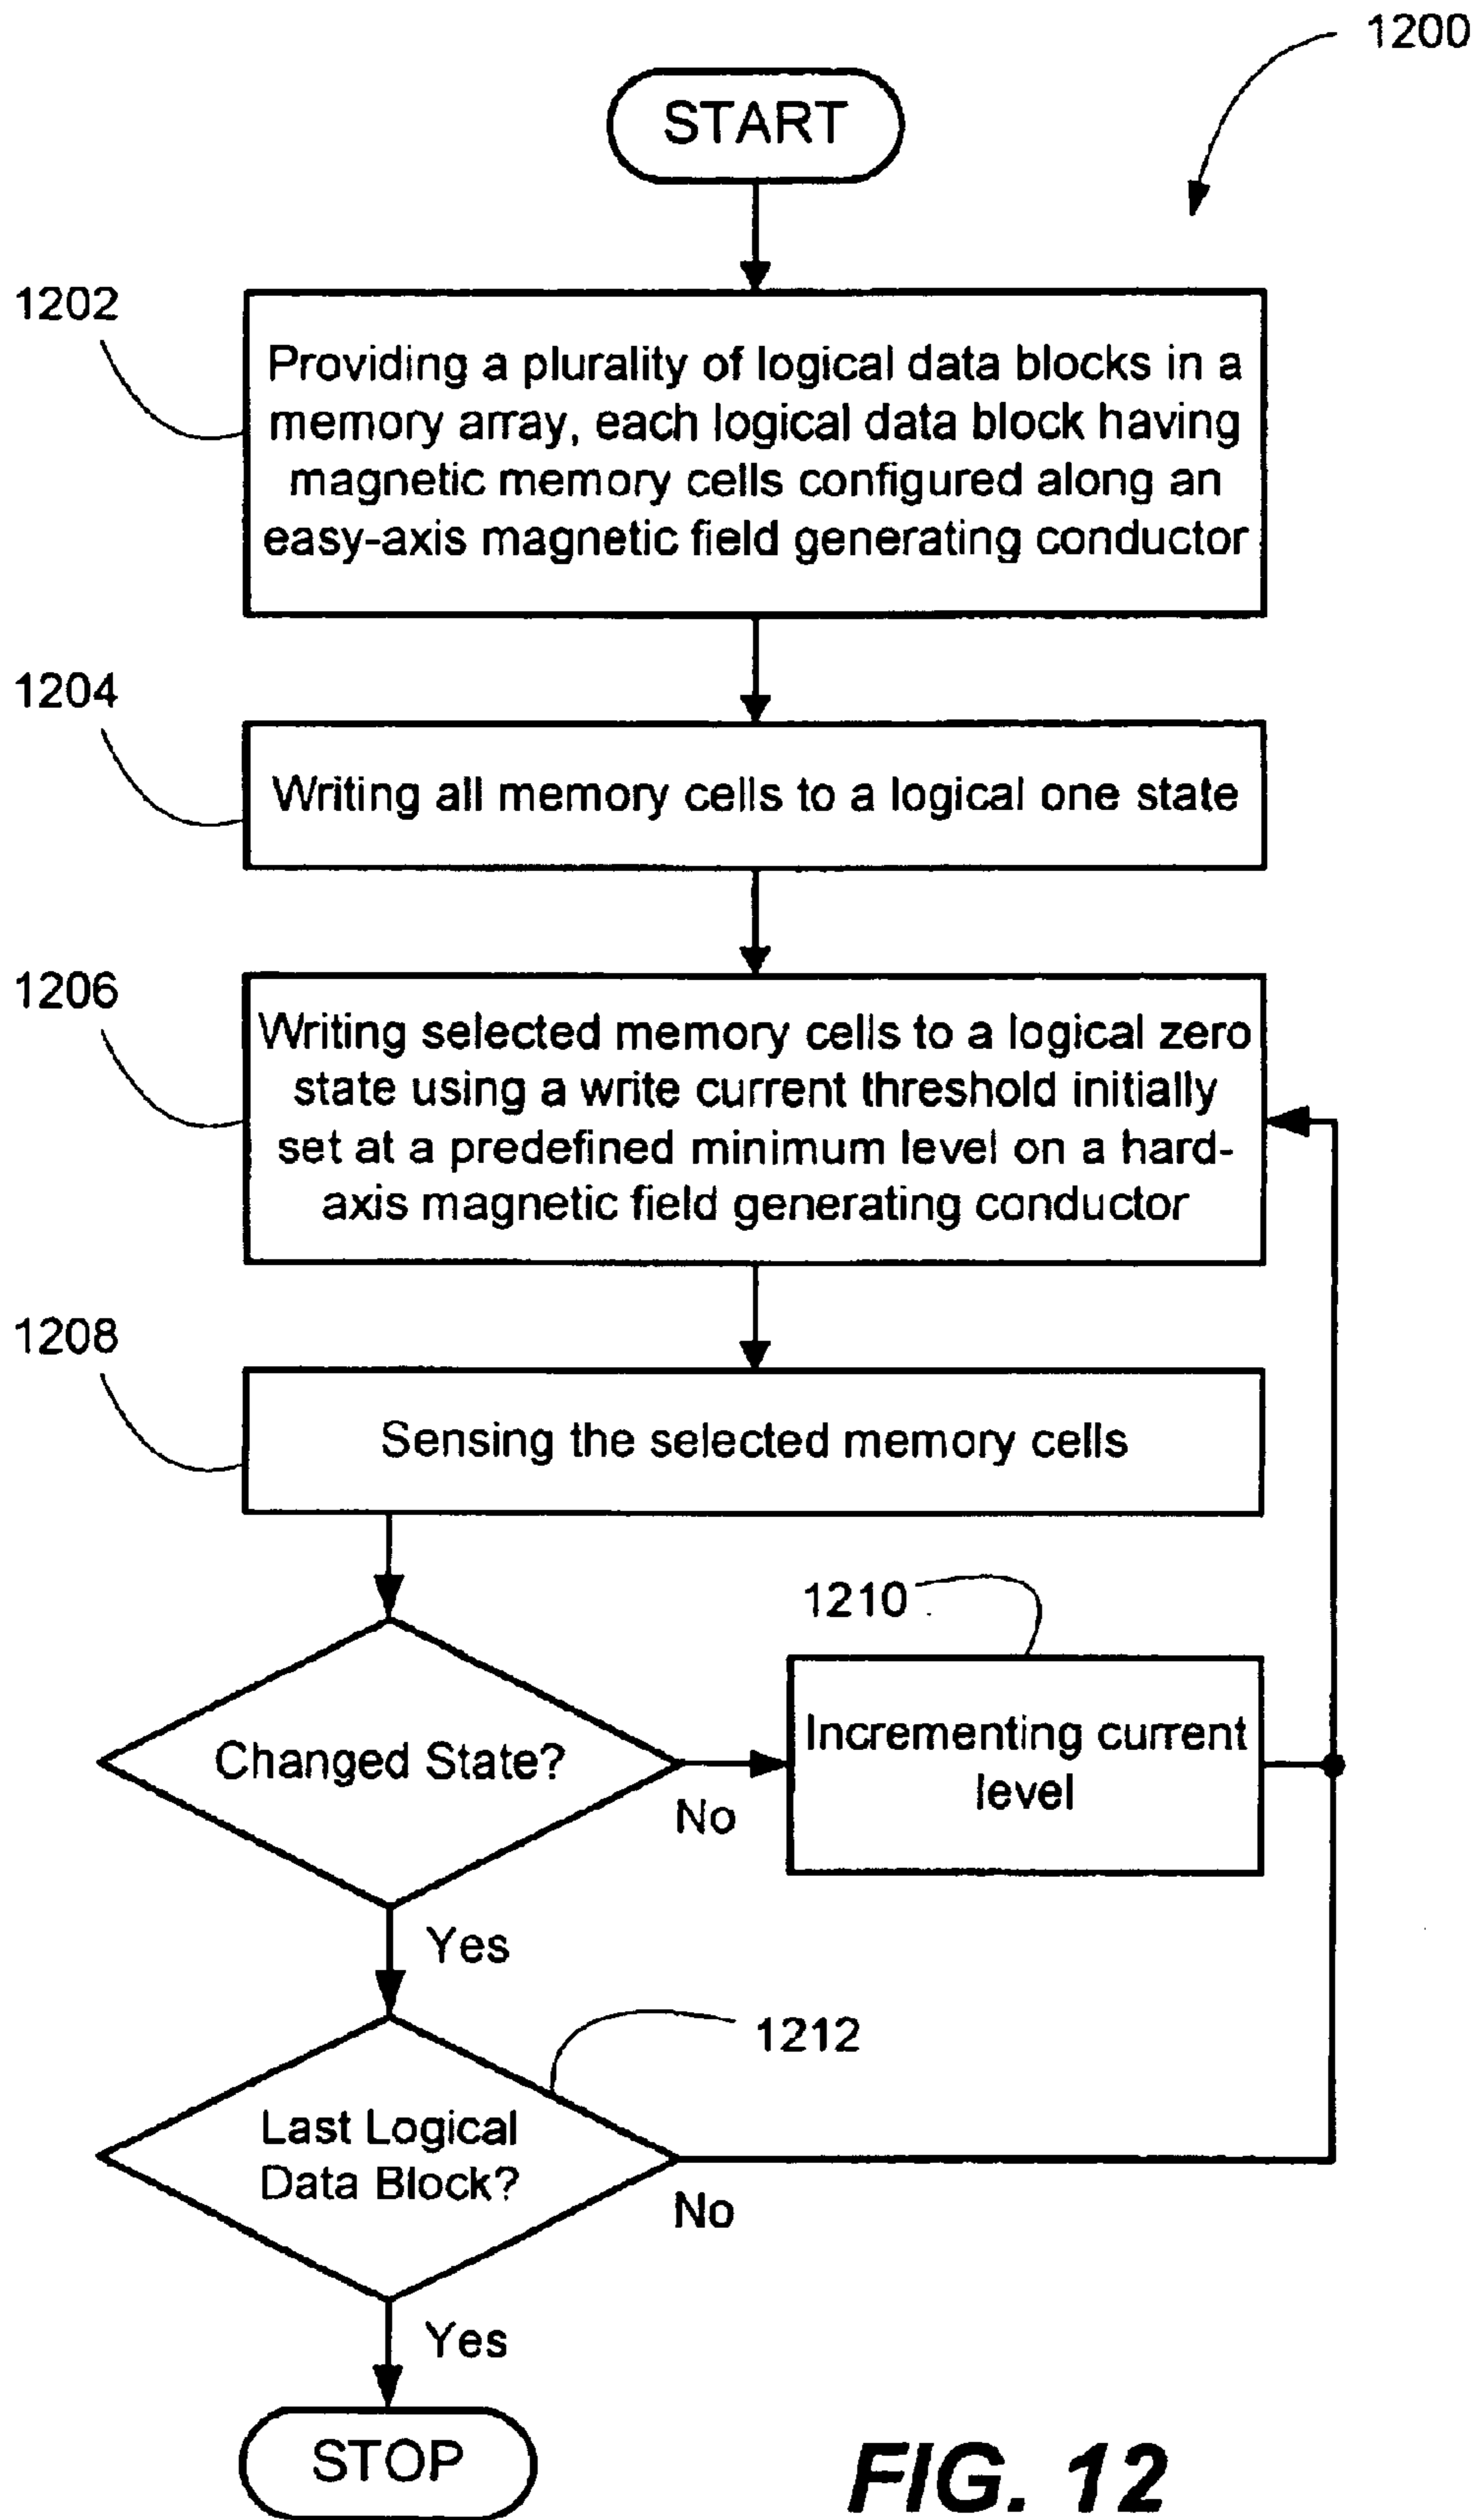 1200
START
1202
Providing a plurality of logical data blocks in a
memory array, each logical data block having
magnetic memory cells configured along an
easy-axis magnetic field generating conductor
1204
Writing all memory cells to a logical one state
1206
Writing selected memory cells to a logical zero
state using a write current threshold initially
set at a predefined minimum level on a hard-
axis magnetic field generating conductor
1208
Sensing the selected memory cells
1210
Changed State?
No
Incrementing current
level
Yes
1212
Last Logical
Data Block?
No
Yes
STOP
FIG. 12